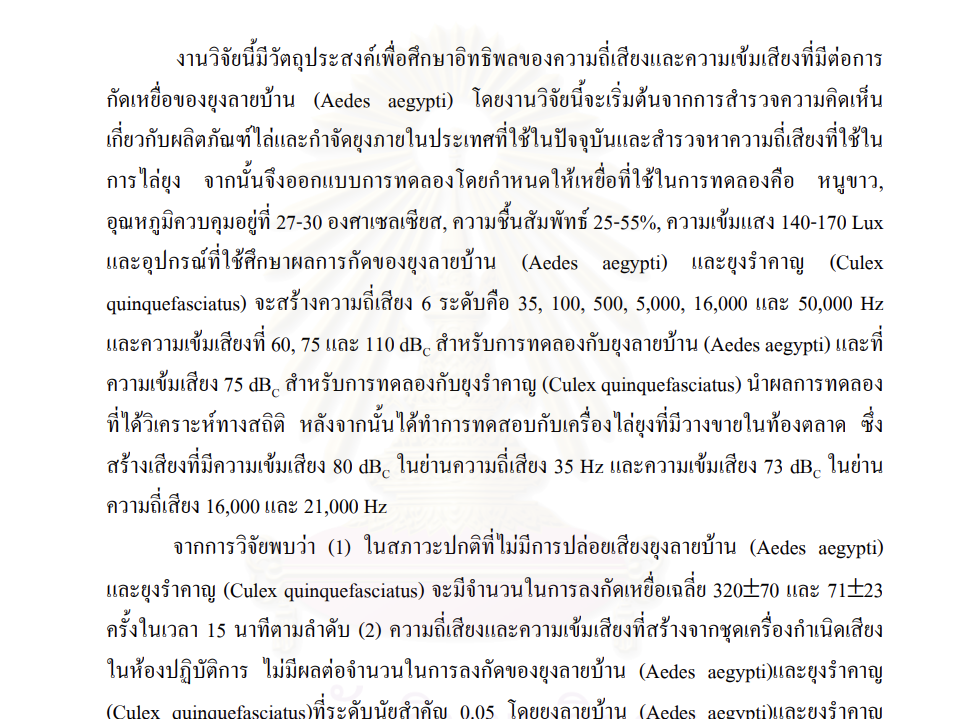 งานวิจัยนี้มีวัตถุประสงค์เพื่อศึกษาอิทธิพลของความถี่เสียงและความเข้มเสียงที่มีต่อการ
กัดเหยื่อของยุงลายบ้าน (Aedes aegypti) โดยงานวิจัยนี้จะเริ่มต้นจากการสำรวจความคิดเห็น
เกี่ยวกับผลิตภัณฑ์ไล่และกำจัดยุงภายในประเทศที่ใช้ในปัจจุบันและสำรวจหาความถี่เสียงที่ใช้ใน
การไล่ยุง จากนั้นจึงออกแบบการทดลองโดยกำหนดให้เหยื่อที่ใช้ในการทดลองคือ หนูขาว,
อุณหภูมิควบคุมอยู่ที่ 27-30 องศาเซลเซียส, ความชื้นสัมพัทธ์ 25-55%, ความเข้มแสง 140-170 Lux
และอุปกรณ์ที่ใช้ศึกษาผลการกัดของยุงลายบ้าน (Aedes aegypti) และยุงรำคาญ (Culex
quinquefasciatus) จะสร้างความถี่เสียง 6 ระดับคือ 35, 100, 500, 5,000, 16,000 และ 50,000 Hz
และความเข้มเสียงที่ 60, 75 และ 110 dBC สำหรับการทดลองกับยุงลายบ้าน (Aedes aegypti) และที่
ความเข้มเสียง 75 dBC สำหรับการทดลองกับยุงรำคาญ (Culex quinquefasciatus) นำผลการทดลอง
ที่ได้วิเคราะห์ทางสถิติ หลังจากนั้นได้ทำการทดสอบกับเครื่องไล่ยุงที่มีวางขายในท้องตลาด ซึ่ง
สร้างเสียงที่มีความเข้มเสียง 80 dBC ในย่านความถี่เสียง 35 Hz และความเข้มเสียง 73 dBC ในย่าน
ความถี่เสียง 16,000 และ 21,000 Hz
จากการวิจัยพบว่า (1) ในสภาวะปกติที่ไม่มีการปล่อยเสียงยุงลายบ้าน (Aedes aegypti)
และยุงรำคาญ (Culex quinquefasciatus) จะมีจำนวนในการลงกัดเหยื่อเฉลี่ย 320±70 และ 71±23
ครั้งในเวลา 15 นาทีตามลำดับ (2) ความถี่เสียงและความเข้มเสียงที่สร้างจากชุดเครื่องกำเนิดเสียง
ในห้องปฏิบัติการ ไม่มีผลต่อจำนวนในการลงกัดของยุงลายบ้าน (Aedes aegypti)และยุงรำคาญ
(Culex quinquefasciatus)ที่ระดับนัยสำคัญ 0.05 โดยยุงลายบ้าน (Aedes aegypti)และยุงรำคาญ